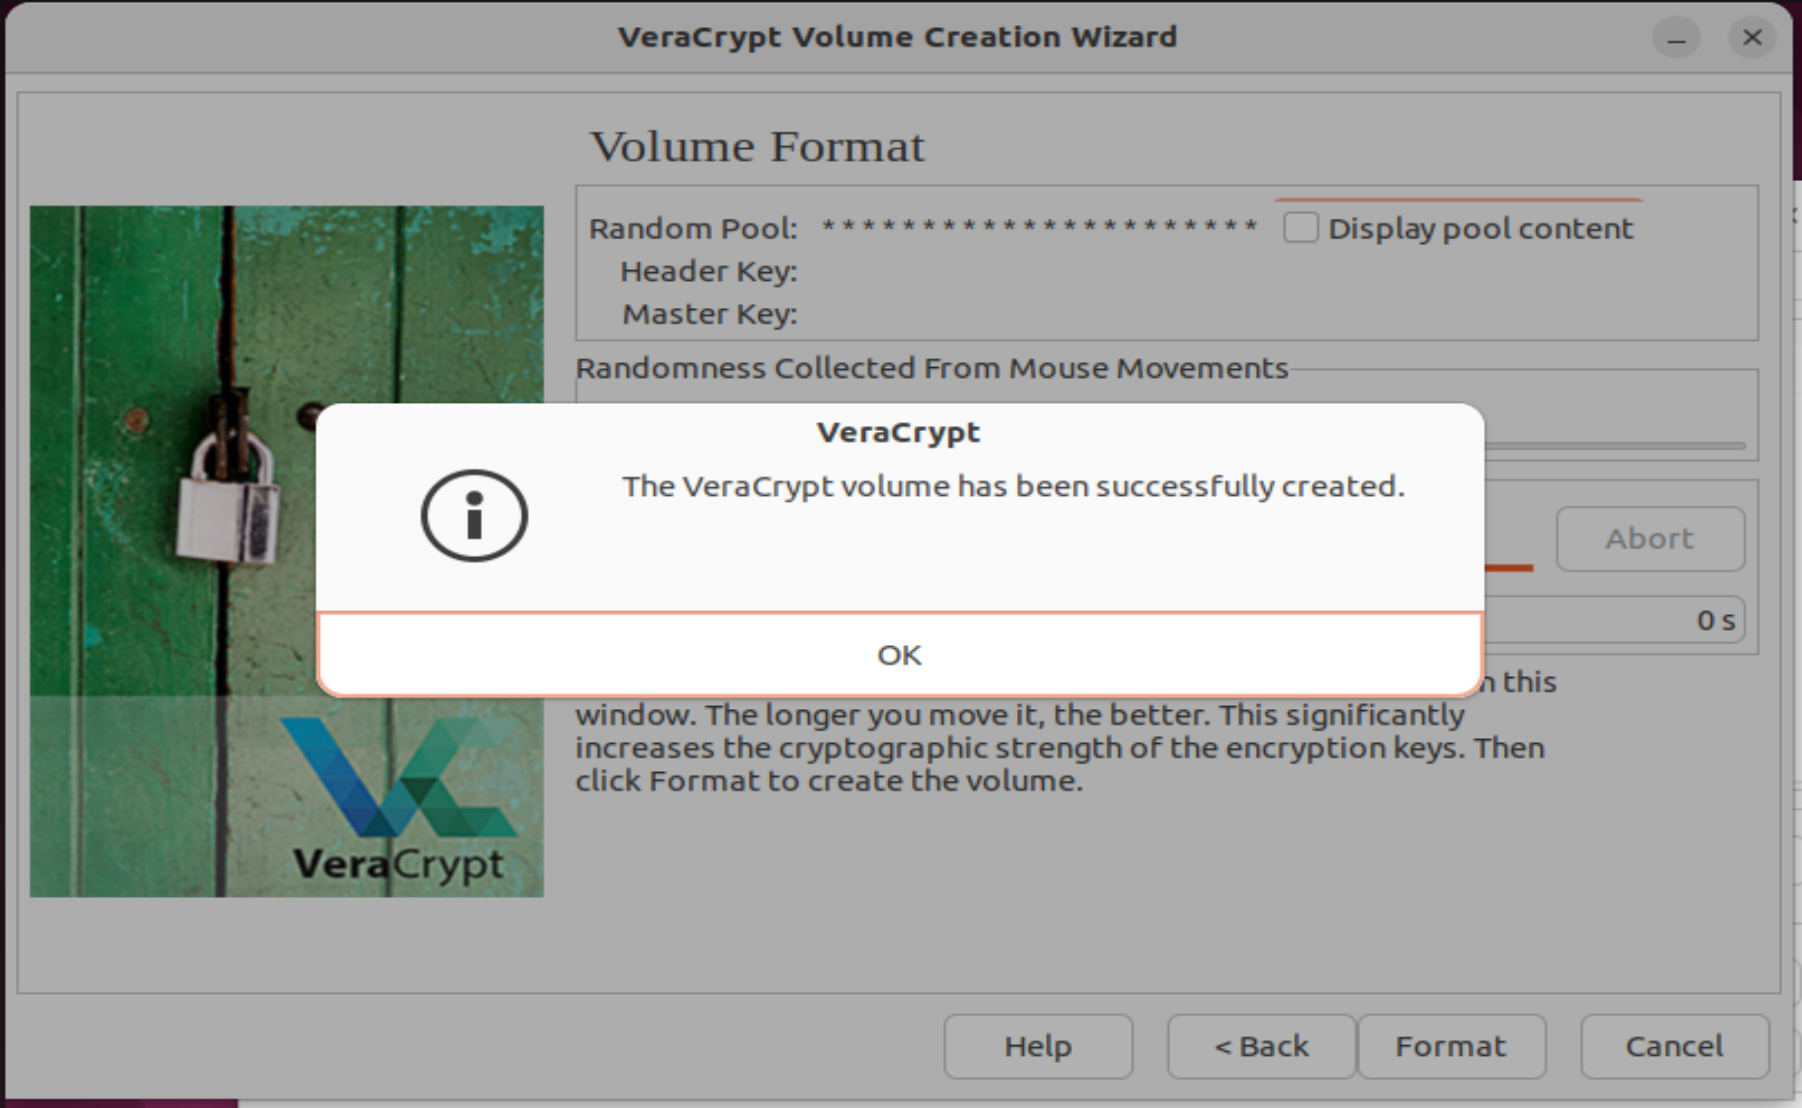 VeraCrypt Volume Creation Wizard
Volume Format
Random Pool: ********************** Display pool content
Header Key:
Master Key:
Randomness Collected From Mouse Movements
VeraCrypt
The VeraCrypt volume has been successfully created.
Abort
0 s
OK
this
window. The longer you move it, the better. This significantly
increases the cryptographic strength of the encryption keys. Then
click Format to create the volume.
VeraCrypt
Help
< Back
Format
Cancel